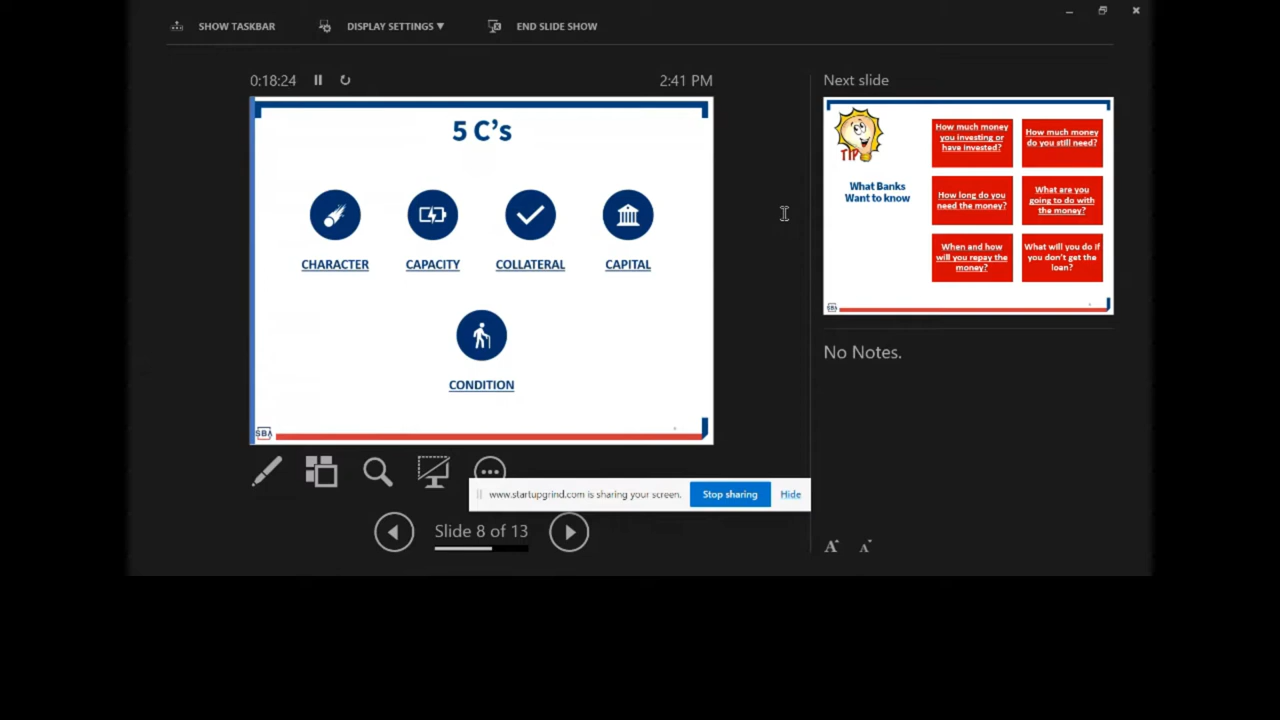 SHOW TASKBAR
DISPLAY SETTINGS ▼
END SLIDE SHOW
0:18:24
2:41 PM
5 C's
CHARACTER
CAPACITY
COLLATERAL
CAPITAL
CONDITION
SBA
Next slide
TIP
What Banks
Want to know
How much money
you investing or
have invested?
How much money
do you still need?
How long do you
need the money?
What are you
going to do with
the money?
When and how
will you repay the
money?
What will you do if
you don't get the
loan?
SBA
No Notes.
www.startupgrind.com is sharing your screen.
Stop sharing
Hide
Slide 8 of 13
A A